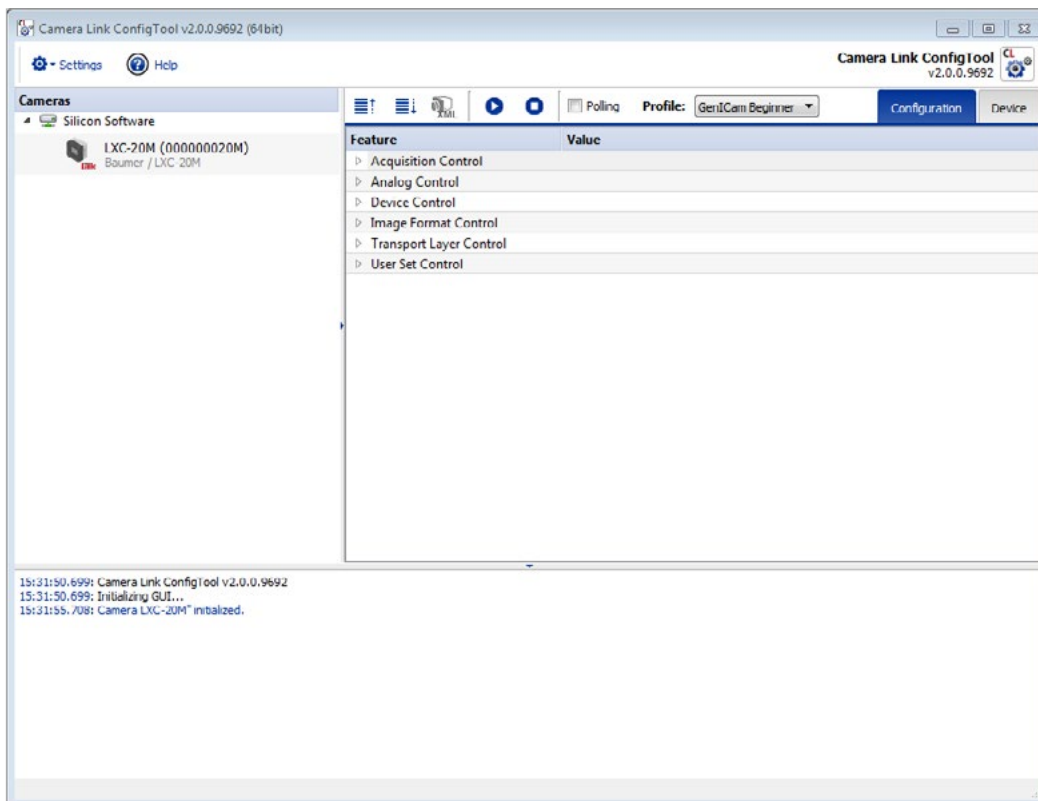 Camera Link ConfigTool v2.0.0.9692 (64bit)
Settings Help
Camera Link ConfigTool
v2.0.0.9692
CL
Cameras
Silicon Software
LXC-20M (000000020M)
Baumer / LXC-20M
XML Polling Profile: GenICam Beginner Configuration Device
Feature Value
Acquisition Control
Analog Control
Device Control
Image Format Control
Transport Layer Control
User Set Control
15:31:50.699: Camera Link ConfigTool v2.0.0.9692
15:31:50.699: Initializing GUI...
15:31:55.708: Camera LXC-20M" initialized.